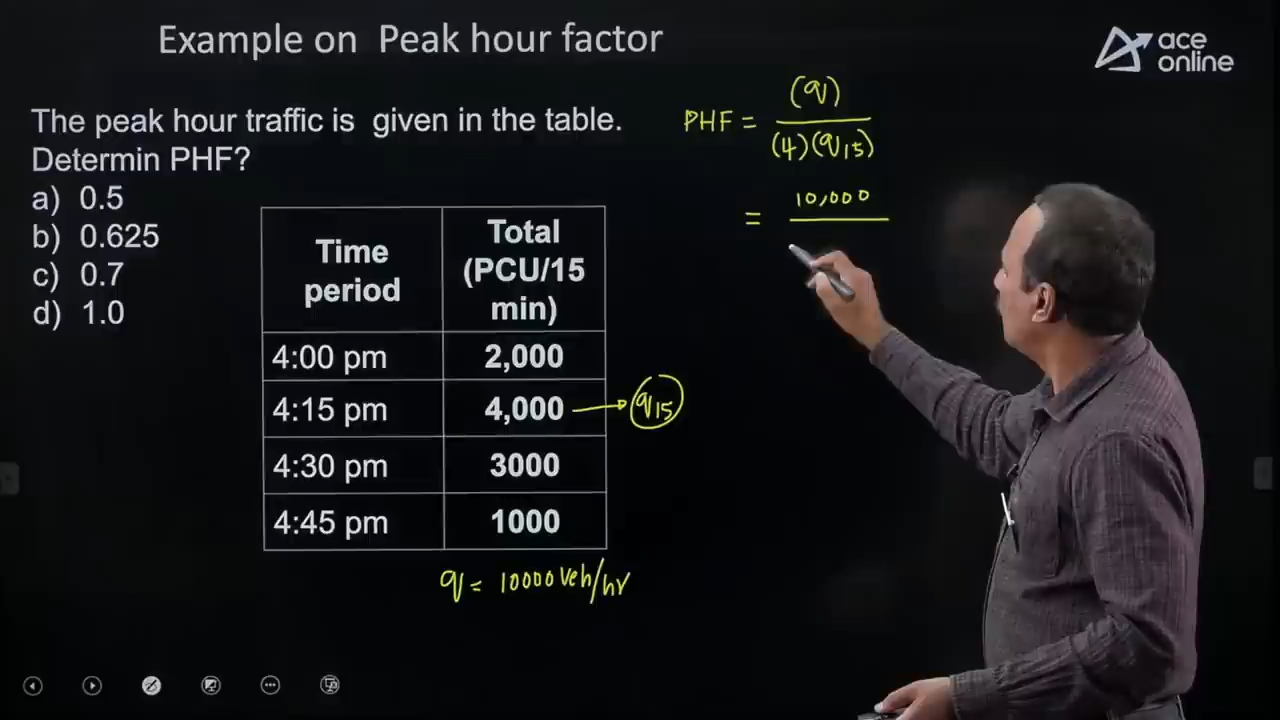 Example on Peak hour factor
ace
online
The peak hour traffic is given in the table.
Determin PHF?
a) 0.5
b) 0.625
c) 0.7
d) 1.0
Time period
Total (PCU/15 min)
4:00 pm 2,000
4:15 pm 4,000
4:30 pm 3000
4:45 pm 1000
q15
q = 10000 veh/hr
PHF = (q)
(4)(q15)
= 10,000